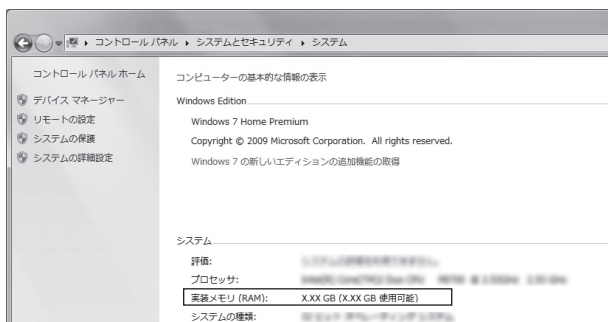 コントロール パネル ▸ システムとセキュリティ ▸ システム
コントロール パネル ホーム
デバイス マネージャー
リモートの設定
システムの保護
システムの詳細設定
コンピューターの基本的な情報の表示
Windows Edition
Windows 7 Home Premium
Copyright © 2009 Microsoft Corporation. All rights reserved.
Windows 7 の新しいエディションの追加機能の取得
システム
評価:
プロセッサ:
実装メモリ (RAM): X.XX GB (X.XX GB 使用可能)
システムの種類: